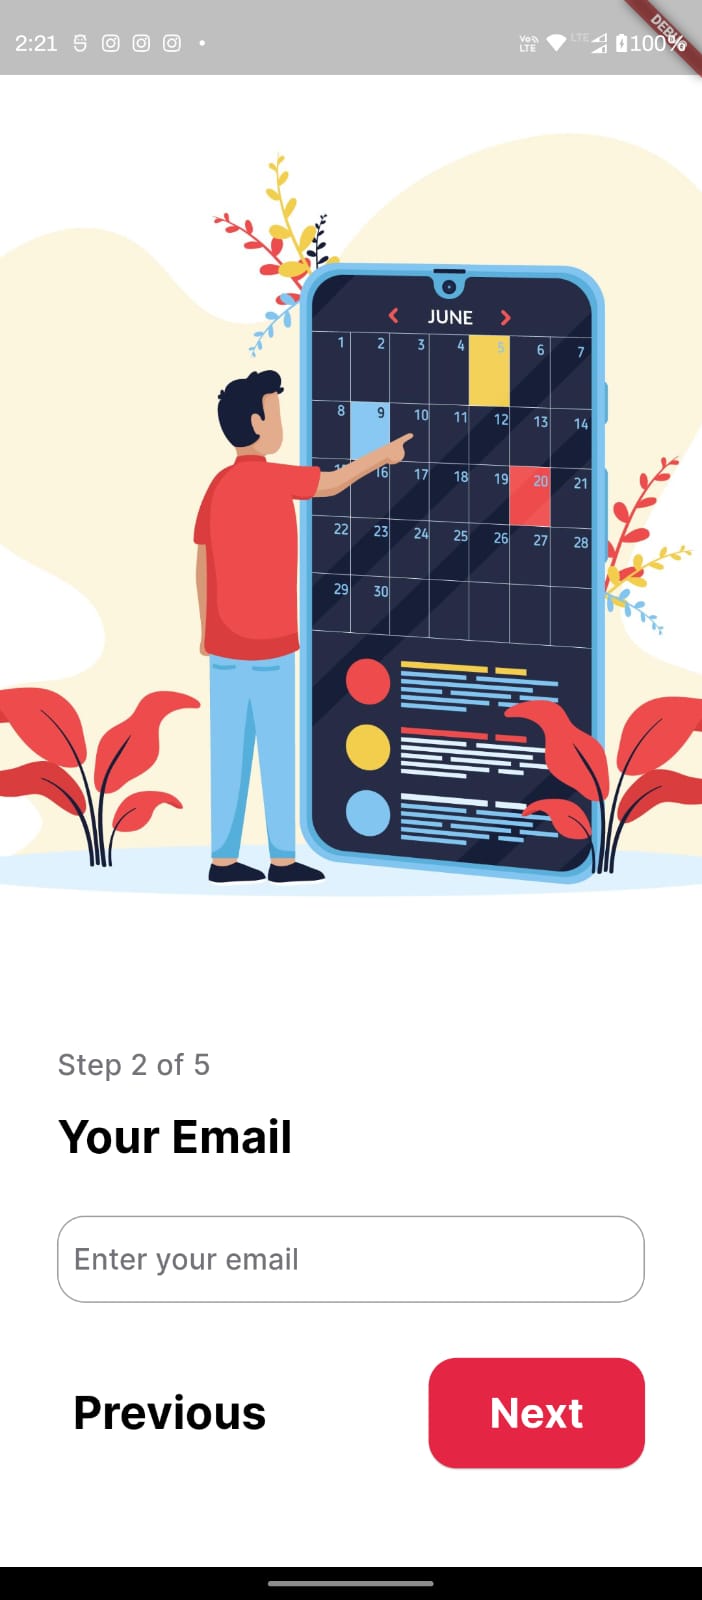 2:21
VoLTE LTE 100%
DEBUG
JUNE
1 2 3 4 5 6 7
8 9 10 11 12 13 14
16 17 18 19 20 21
22 23 24 25 26 27 28
29 30
Step 2 of 5
Your Email
Enter your email
Previous
Next